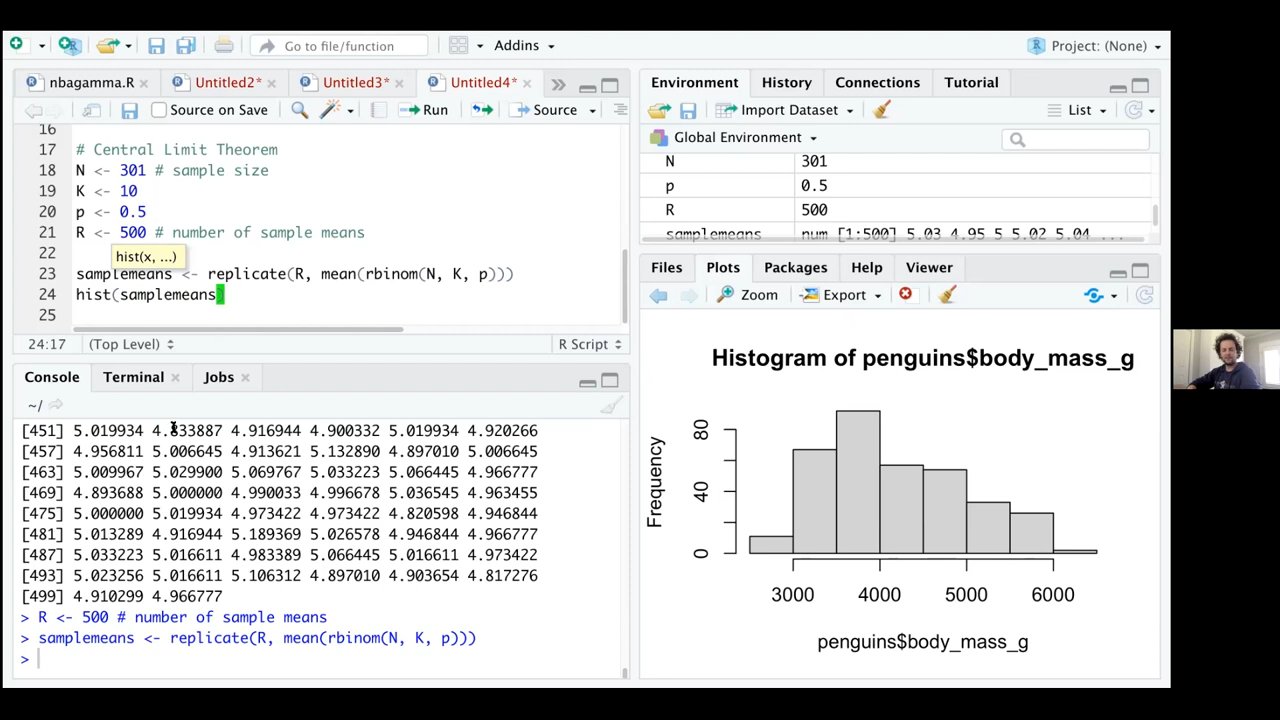 Go to file/function
Addins
Project: (None)
nbagamma.R
Untitled2*
Untitled3*
Untitled4*
Source on Save
Run
Source
16
17 # Central Limit Theorem
18 N <- 301 # sample size
19 K <- 10
20 p <- 0.5
21 R <- 500 # number of sample means
22
hist(x, ...)
23 samplemeans <- replicate(R, mean(rbinom(N, K, p)))
24 hist(samplemeans)
25
24:17 (Top Level) R Script
Console Terminal Jobs
~/
[451] 5.019934 4.833887 4.916944 4.900332 5.019934 4.920266
[457] 4.956811 5.006645 4.913621 5.132890 4.897010 5.006645
[463] 5.009967 5.029900 5.069767 5.033223 5.066445 4.966777
[469] 4.893688 5.000000 4.990033 4.996678 5.036545 4.963455
[475] 5.000000 5.019934 4.973422 4.973422 4.820598 4.946844
[481] 5.013289 4.916944 5.189369 5.026578 4.946844 4.966777
[487] 5.033223 5.016611 4.983389 5.066445 5.016611 4.973422
[493] 5.023256 5.016611 5.106312 4.897010 4.903654 4.817276
[499] 4.910299 4.966777
> R <- 500 # number of sample means
> samplemeans <- replicate(R, mean(rbinom(N, K, p)))
>
Environment History Connections Tutorial
Import Dataset
List
Global Environment
N 301
p 0.5
R 500
samplemeans num [1:500] 5.03 4.95 5 5.02 5.04 ...
Files Plots Packages Help Viewer
Zoom
Export
Histogram of penguins$body_mass_g
Frequency
80
40
0
3000 4000 5000 6000
penguins$body_mass_g